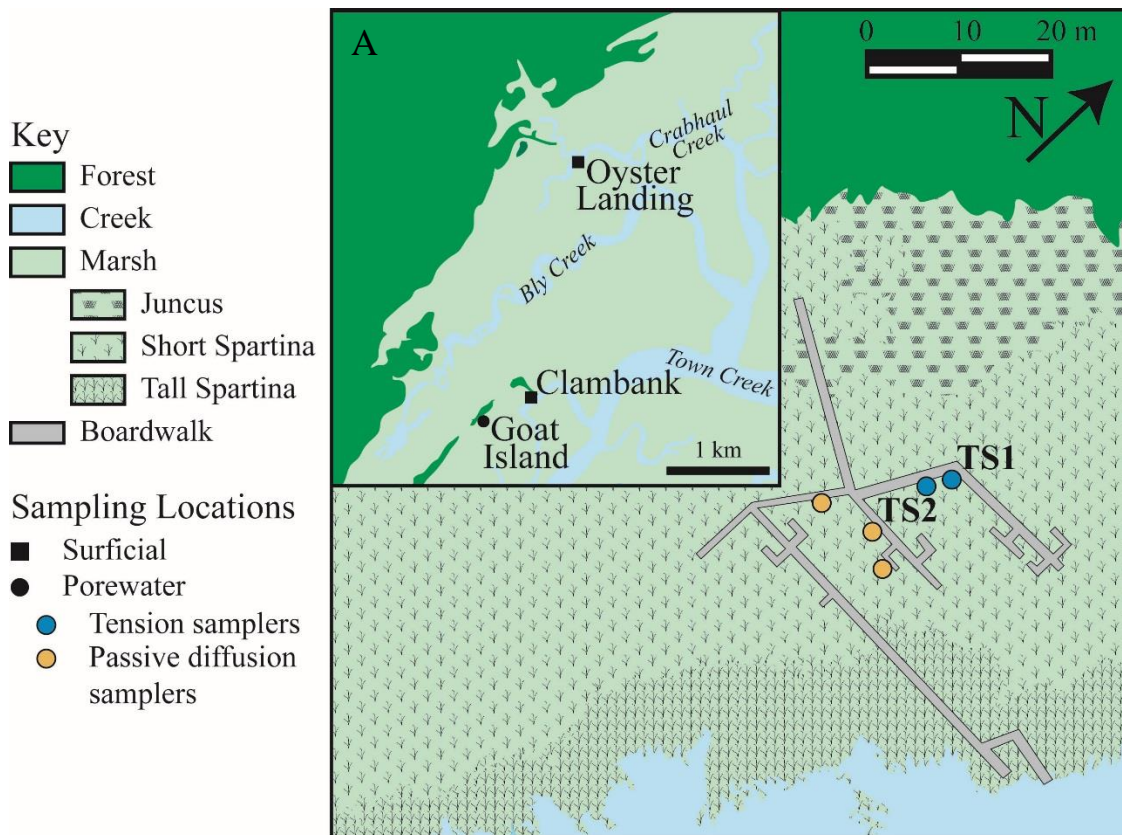 Key
Forest
Creek
Marsh
Juncus
Short Spartina
Tall Spartina
Boardwalk
Sampling Locations
Surficial
Porewater
Tension samplers
Passive diffusion
samplers
A
Crabhaul
Creek
Oyster
Landing
Bly Creek
Town Creek
Clambank
Goat
Island
1 km
0 10 20 m
N
TS1
TS2